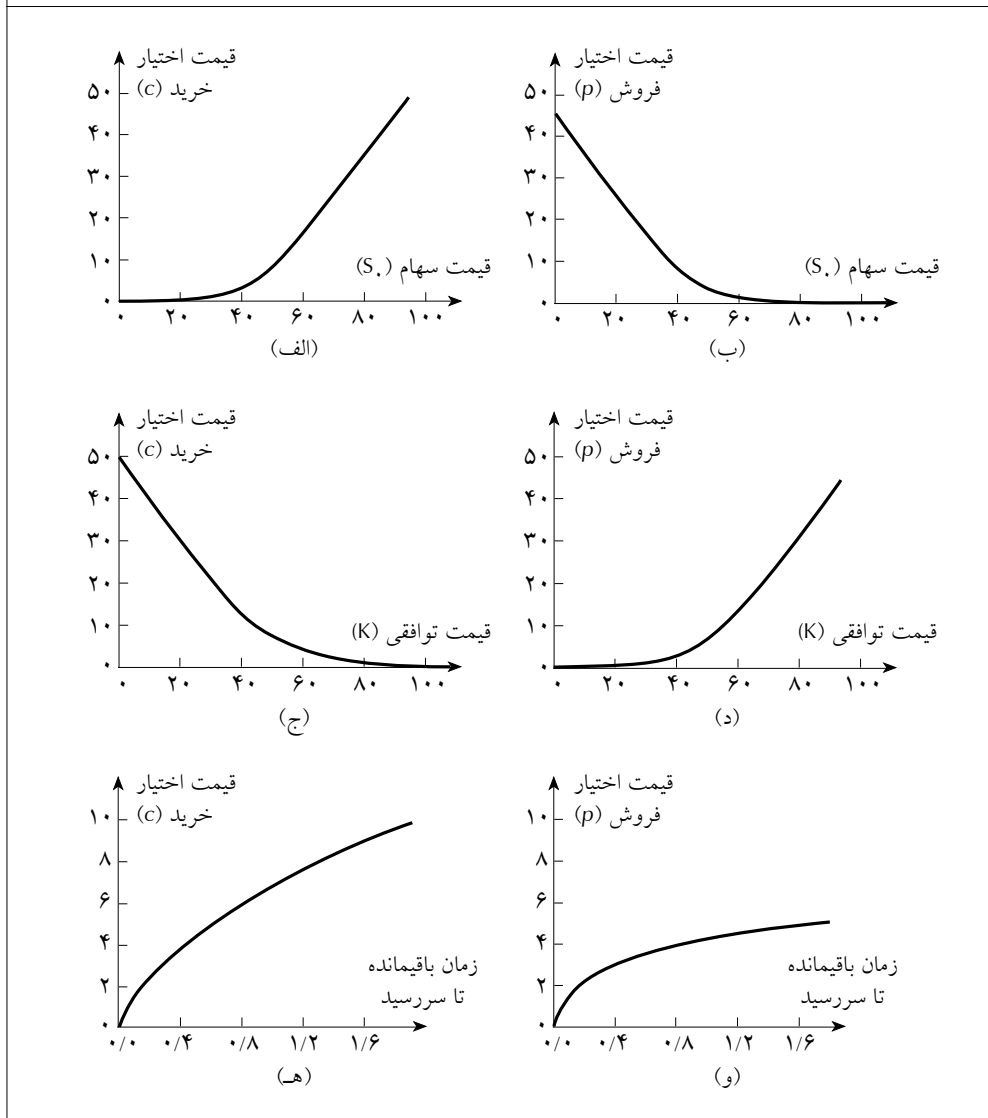 قیمت اختیار
خرید (c)
۵۰
۴۰
۳۰
۲۰
۱۰
۰
قیمت سهام (S۰)
۰ ۲۰ ۴۰ ۶۰ ۸۰ ۱۰۰
(الف)
قیمت اختیار
فروش (p)
۵۰
۴۰
۳۰
۲۰
۱۰
۰
قیمت سهام (S۰)
۰ ۲۰ ۴۰ ۶۰ ۸۰ ۱۰۰
(ب)
قیمت اختیار
خرید (c)
۵۰
۴۰
۳۰
۲۰
۱۰
۰
قیمت توافقی (K)
۰ ۲۰ ۴۰ ۶۰ ۸۰ ۱۰۰
(ج)
قیمت اختیار
فروش (p)
۵۰
۴۰
۳۰
۲۰
۱۰
۰
قیمت توافقی (K)
۰ ۲۰ ۴۰ ۶۰ ۸۰ ۱۰۰
(د)
قیمت اختیار
خرید (c)
۱۰
۸
۶
۴
۲
۰
زمان باقیمانده
تا سررسید
۰/۰ ۰/۴ ۰/۸ ۱/۲ ۱/۶
(هـ)
قیمت اختیار
فروش (p)
۱۰
۸
۶
۴
۲
۰
زمان باقیمانده
تا سررسید
۰/۰ ۰/۴ ۰/۸ ۱/۲ ۱/۶
(و)